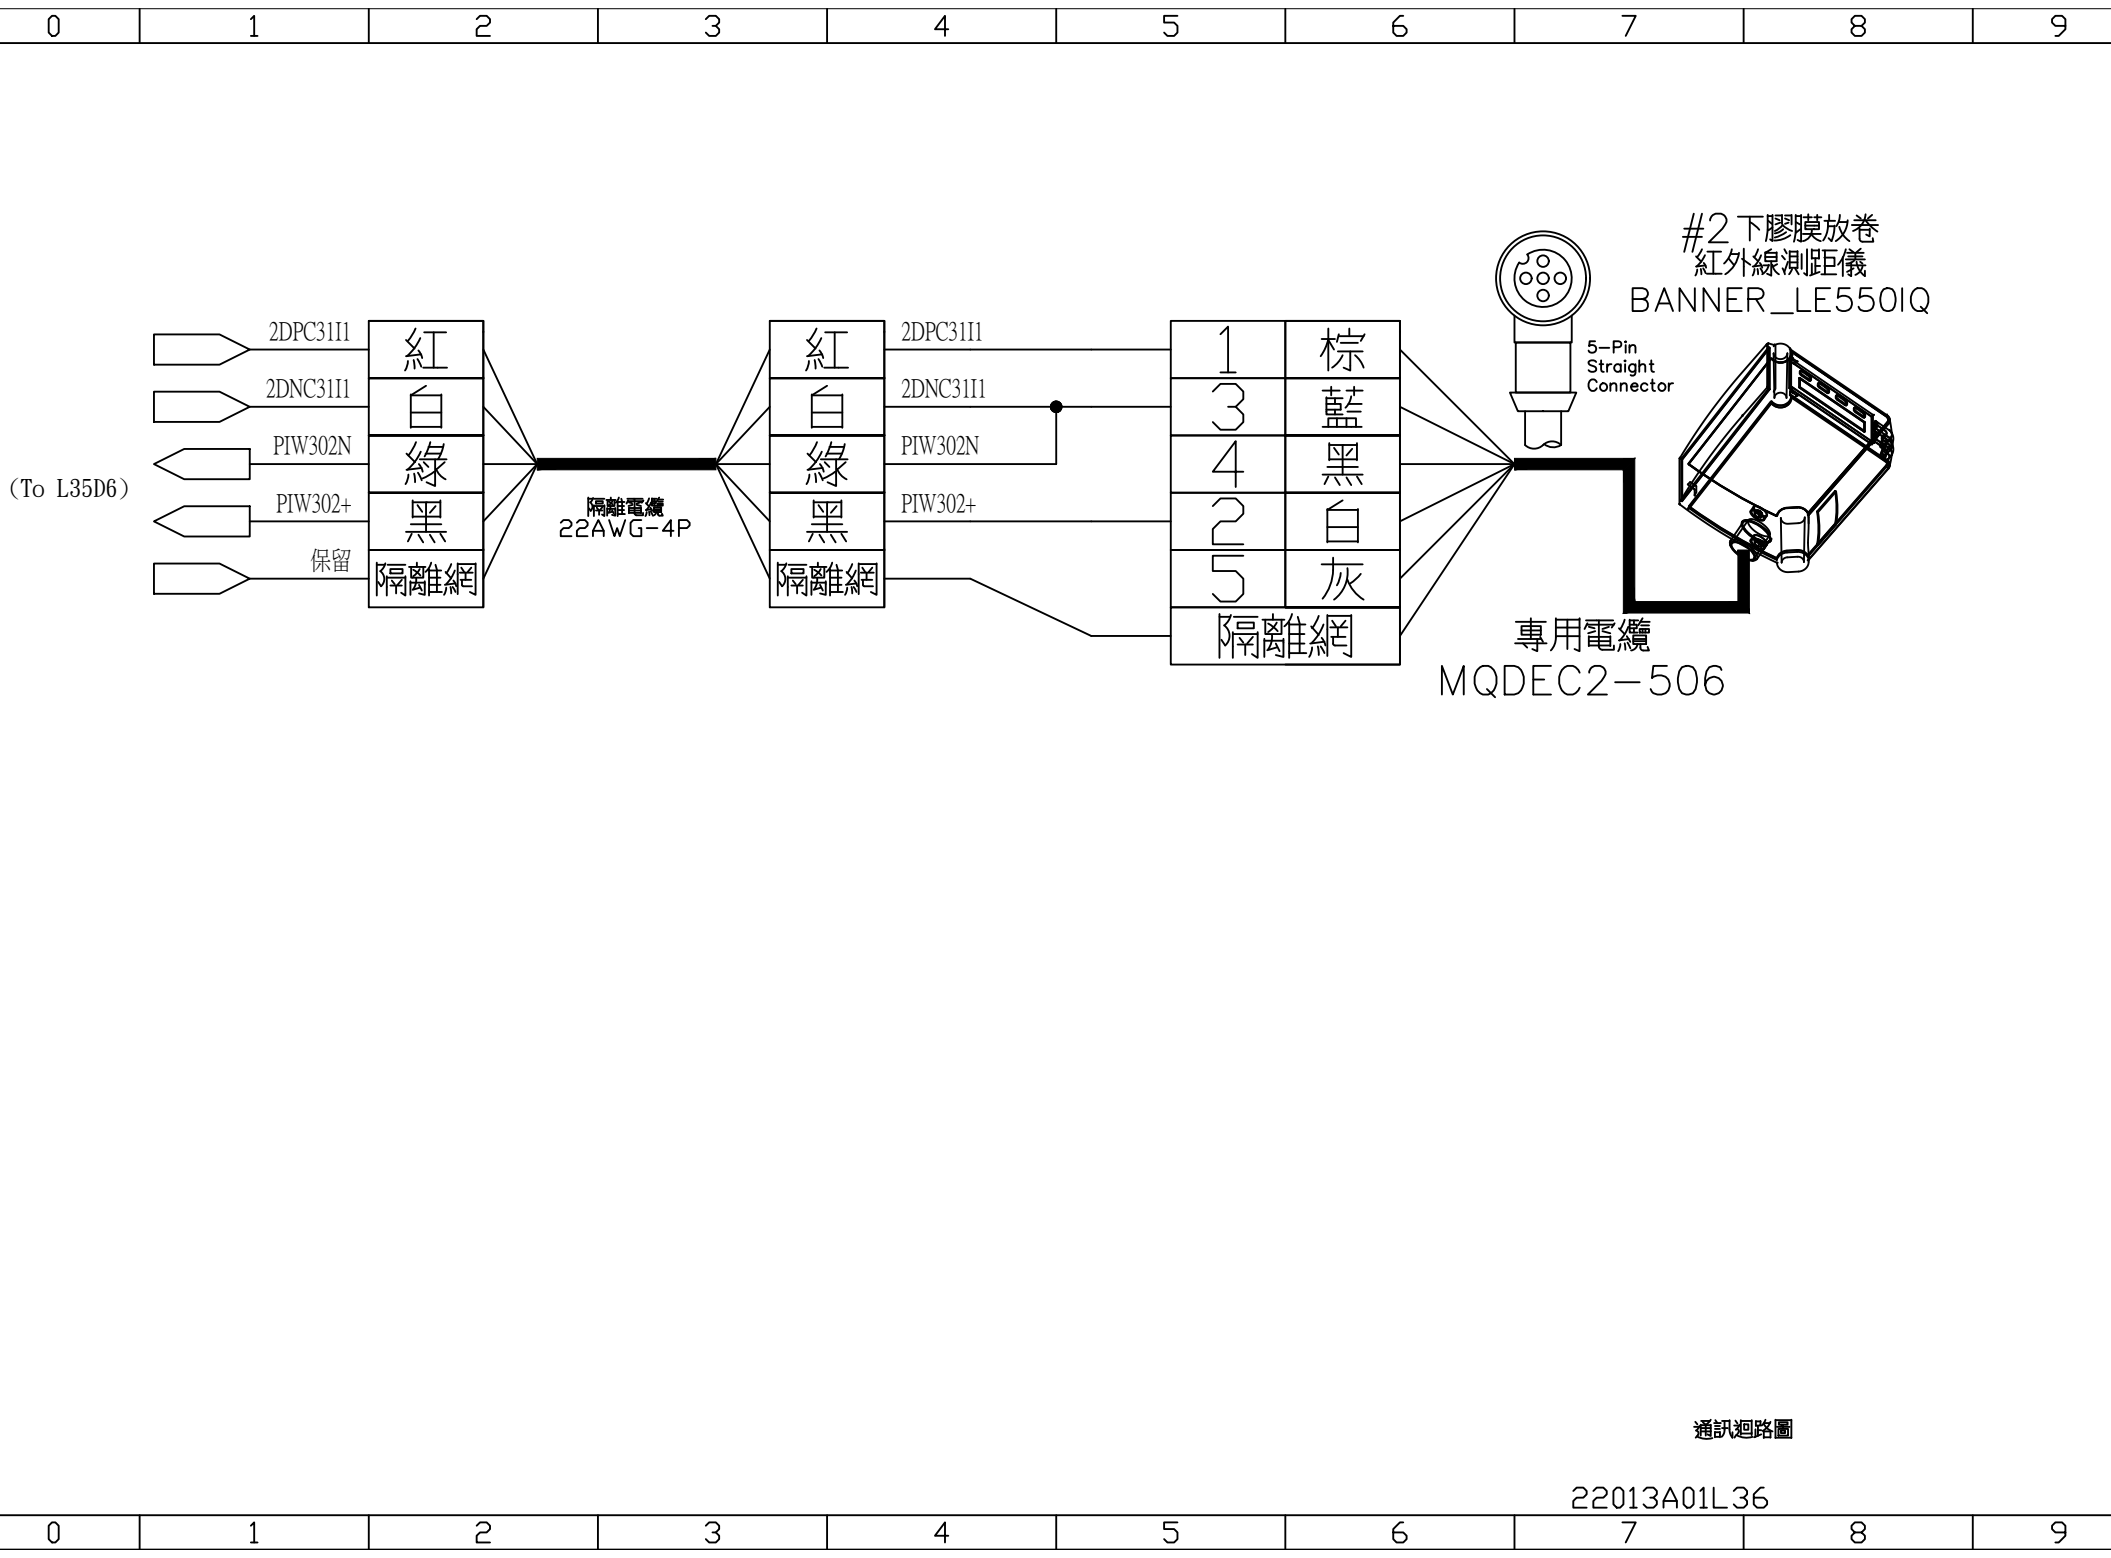 0 1 2 3 4 5 6 7 8 9
#2下膠膜放卷
紅外線測距儀
BANNER_LE550IQ
5-Pin
Straight
Connector
2DPC31I1 紅 紅 2DPC31I1 1 棕
2DNC31I1 白 白 2DNC31I1 3 藍
PIW302N 綠 綠 PIW302N 4 黑
(To L35D6)
PIW302+ 黑 黑 PIW302+ 2 白
隔離電纜
22AWG-4P
保留 隔離網 隔離網 5 灰
隔離網
專用電纜
MQDEC2-506
通訊迴路圖
22013A01L36
0 1 2 3 4 5 6 7 8 9